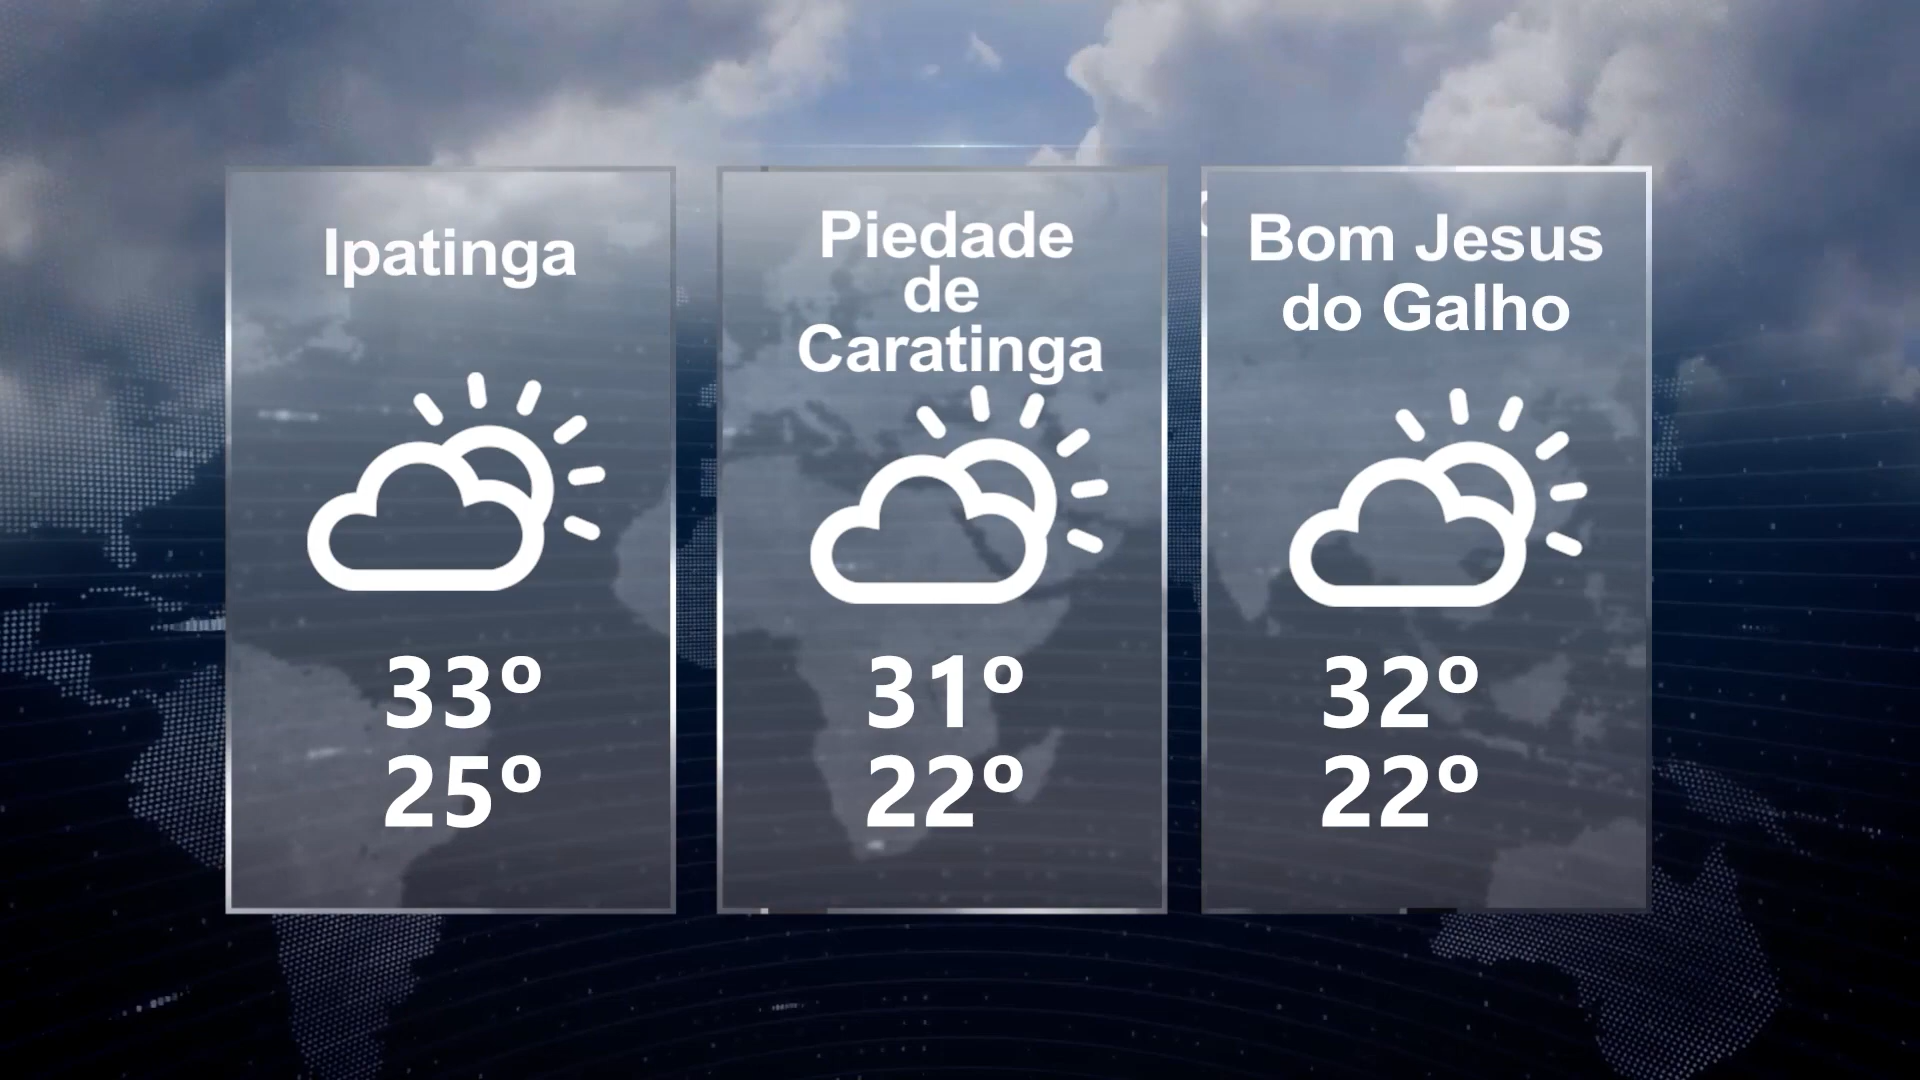 Ipatinga
33º
25º
Piedade
de
Caratinga
31º
22º
Bom Jesus
do Galho
32º
22º